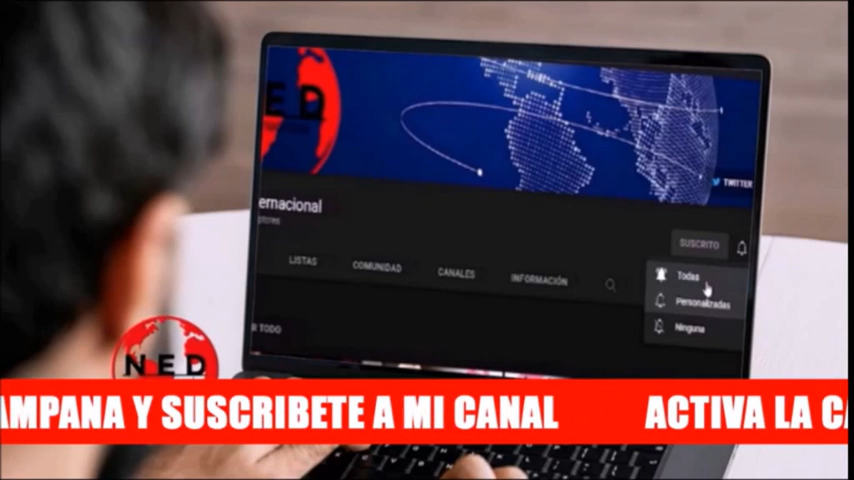 ED
TWITTER
ernacional
SUSCRITO
LISTAS
COMUNIDAD
CANALES
INFORMACIÓN
Todas
Personalizadas
Ninguna
R TODO
NED
AMPANA Y SUSCRIBETE A MI CANAL ACTIVA LA CA